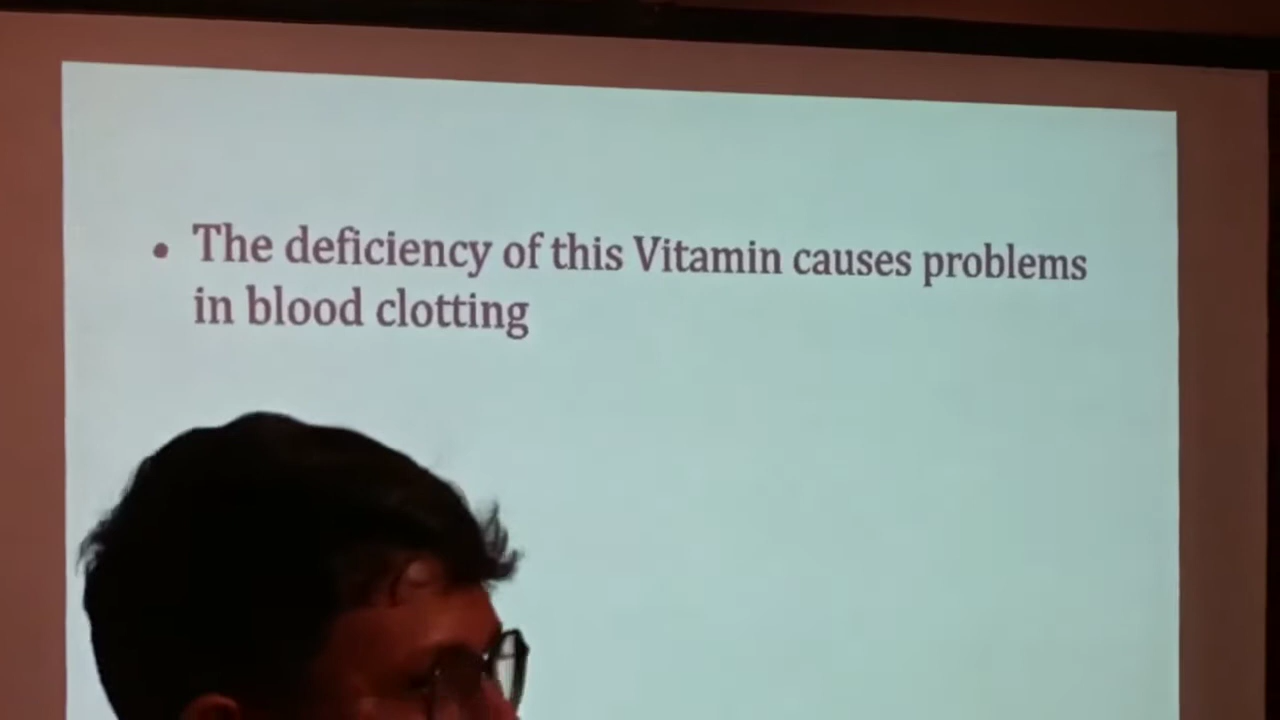 • The deficiency of this Vitamin causes problems
in blood clotting